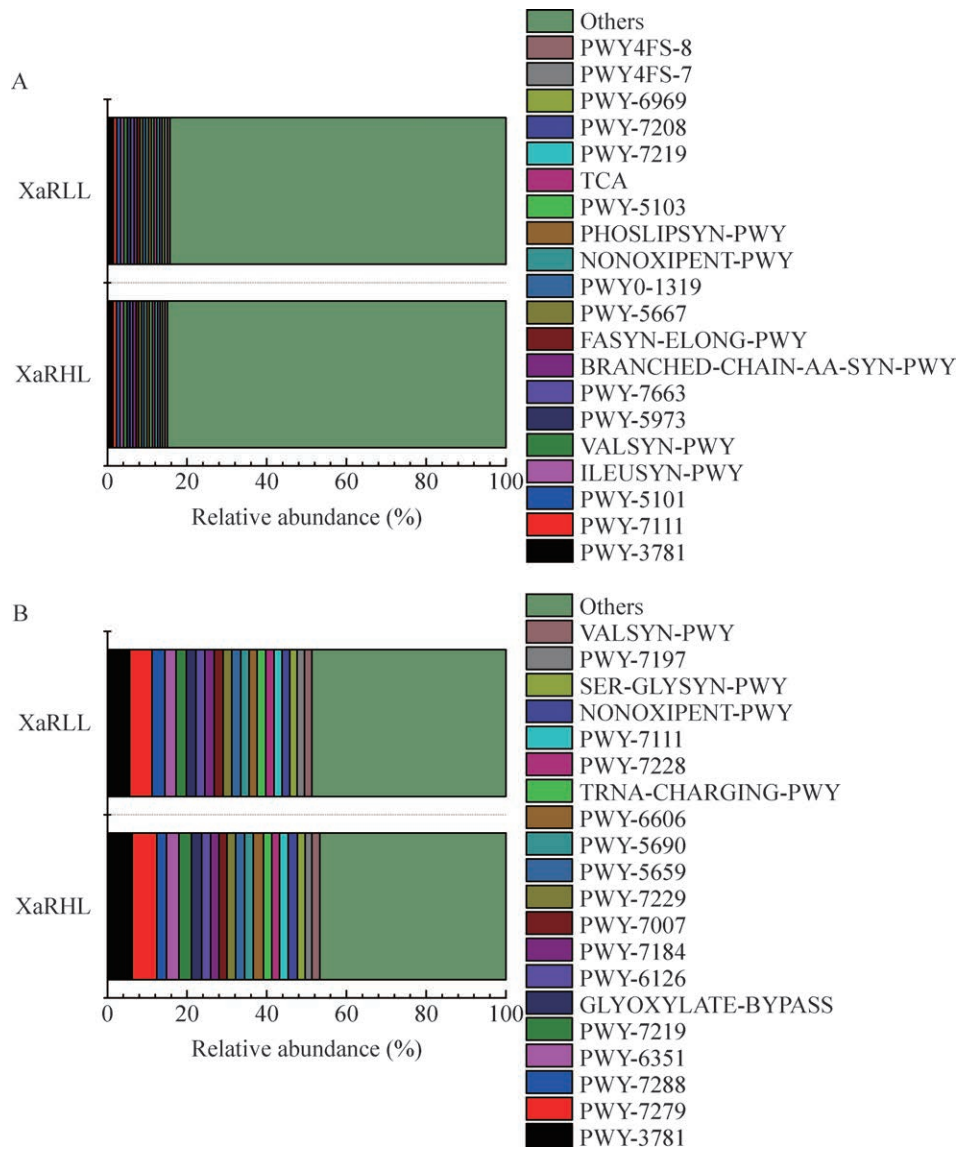 A
XaRLL
XaRHL
0 20 40 60 80 100
Relative abundance (%)
Others
PWY4FS-8
PWY4FS-7
PWY-6969
PWY-7208
PWY-7219
TCA
PWY-5103
PHOSLIPSYN-PWY
NONOXIPENT-PWY
PWY0-1319
PWY-5667
FASYN-ELONG-PWY
BRANCHED-CHAIN-AA-SYN-PWY
PWY-7663
PWY-5973
VALSYN-PWY
ILEUSYN-PWY
PWY-5101
PWY-7111
PWY-3781
B
XaRLL
XaRHL
0 20 40 60 80 100
Relative abundance (%)
Others
VALSYN-PWY
PWY-7197
SER-GLYSYN-PWY
NONOXIPENT-PWY
PWY-7111
PWY-7228
TRNA-CHARGING-PWY
PWY-6606
PWY-5690
PWY-5659
PWY-7229
PWY-7007
PWY-7184
PWY-6126
GLYOXYLATE-BYPASS
PWY-7219
PWY-6351
PWY-7288
PWY-7279
PWY-3781